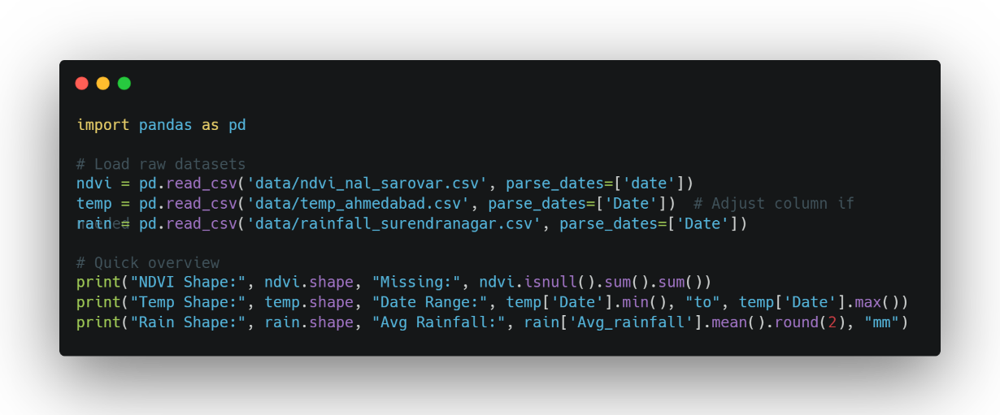 import pandas as pd
# Load raw datasets
ndvi = pd.read_csv('data/ndvi_nal_sarovar.csv', parse_dates=['date'])
temp = pd.read_csv('data/temp_ahmedabad.csv', parse_dates=['Date'])  # Adjust column if
needed
rain = pd.read_csv('data/rainfall_surendranagar.csv', parse_dates=['Date'])
# Quick overview
print("NDVI Shape:", ndvi.shape, "Missing:", ndvi.isnull().sum().sum())
print("Temp Shape:", temp.shape, "Date Range:", temp['Date'].min(), "to", temp['Date'].max())
print("Rain Shape:", rain.shape, "Avg Rainfall:", rain['Avg_rainfall'].mean().round(2), "mm")